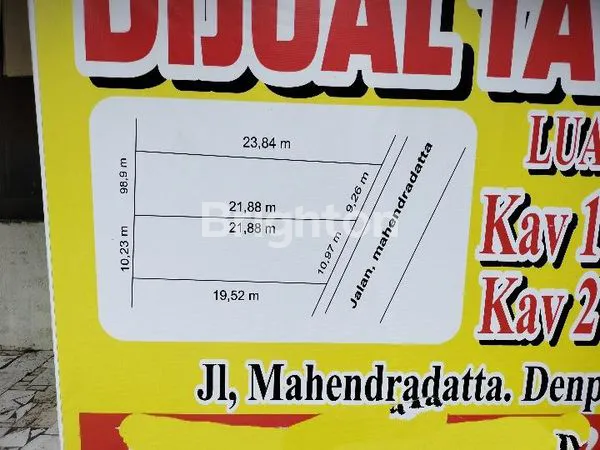 DIJUAL TA
LUA
23,84 m
98,9 m
9,26 m
Jalan. mahendradatta
21,88 m
21,88 m
Brighton
Kav 1
10,23 m
10,97 m
19,52 m
Kav 2
Jl, Mahendradatta. Denp